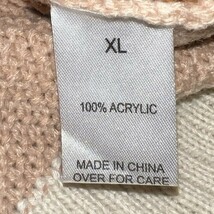 XL
100% ACRYLIC
MADE IN CHINA
OVER FOR CARE